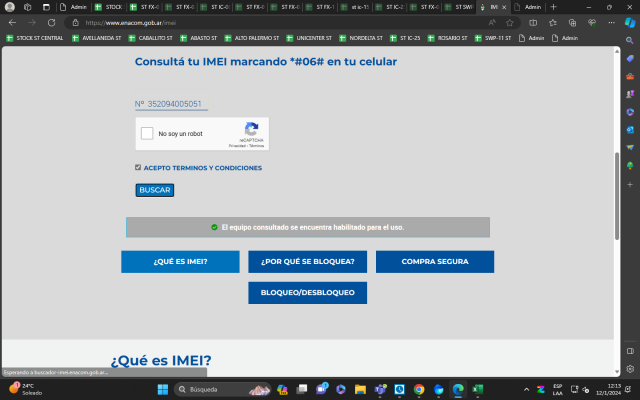 Admin
STOCK
ST FX-
ST IC-
ST FX-
ST FX-
ST FX-
ST FX-1
st ic-1
ST IC-2
ST FX-
ST SWP
IMEI
Admin
https://www.enacom.gob.ar/imei
STOCK ST CENTRAL
AVELLANEDA ST
CABALLITO ST
ABASTO ST
ALTO PALERMO ST
UNICENTER ST
NORDELTA ST
ST IC-25
ROSARIO ST
SWP-11 ST
Admin
Admin
Consultá tu IMEI marcando *#06# en tu celular
Nº 352094005051
No soy un robot
reCAPTCHA
Privacidad - Términos
ACEPTO TERMINOS Y CONDICIONES
BUSCAR
El equipo consultado se encuentra habilitado para el uso.
¿QUÉ ES IMEI?
¿POR QUÉ SE BLOQUEA?
COMPRA SEGURA
BLOQUEO/DESBLOQUEO
¿Qué es IMEI?
Esperando a buscador-imei.enacom.gob.ar...
24°C
Soleado
Búsqueda
ESP
LAA
12:13
12/1/2024